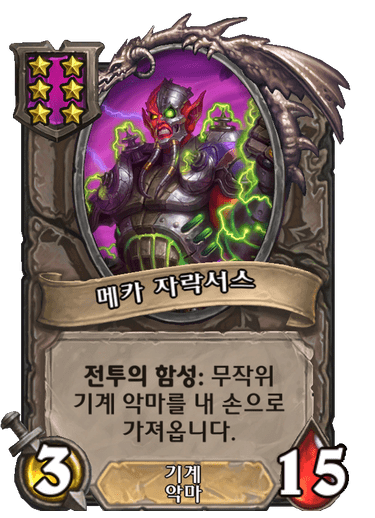 메카 자락서스
전투의 함성: 무작위
기계 악마를 내 손으로
가져옵니다.
3
기계
악마
15